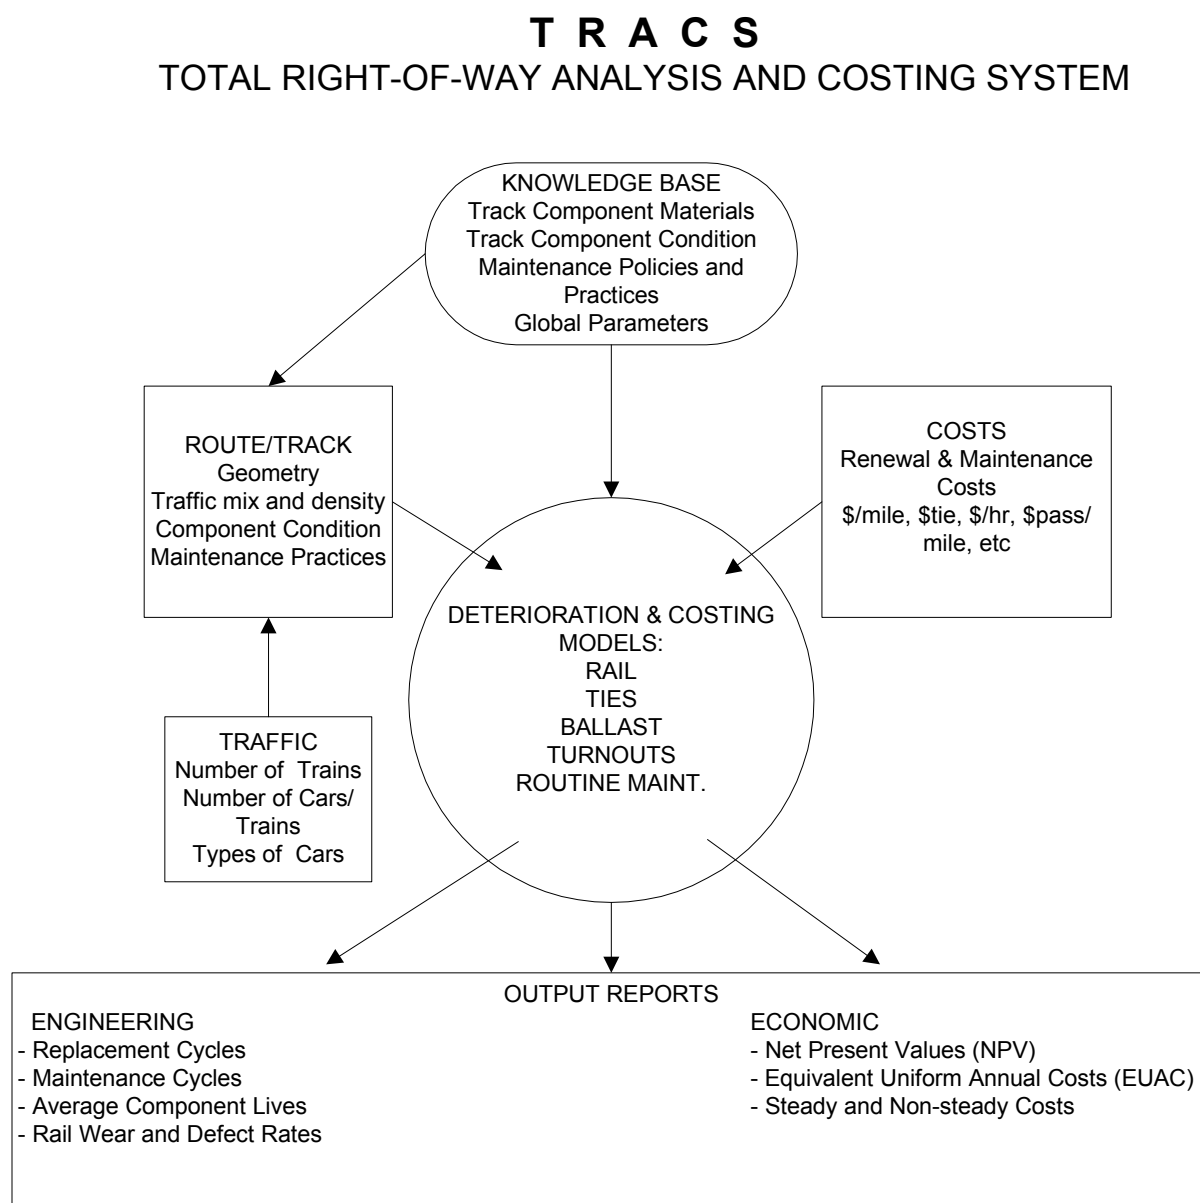 T R A C S
TOTAL RIGHT-OF-WAY ANALYSIS AND COSTING SYSTEM
KNOWLEDGE BASE
Track Component Materials
Track Component Condition
Maintenance Policies and
Practices
Global Parameters
ROUTE/TRACK
Geometry
Traffic mix and density
Component Condition
Maintenance Practices
COSTS
Renewal & Maintenance
Costs
$/mile, $tie, $/hr, $pass/
mile, etc
DETERIORATION & COSTING
MODELS:
RAIL
TIES
BALLAST
TURNOUTS
ROUTINE MAINT.
TRAFFIC
Number of Trains
Number of Cars/
Trains
Types of Cars
OUTPUT REPORTS
ENGINEERING
- Replacement Cycles
- Maintenance Cycles
- Average Component Lives
- Rail Wear and Defect Rates
ECONOMIC
- Net Present Values (NPV)
- Equivalent Uniform Annual Costs (EUAC)
- Steady and Non-steady Costs